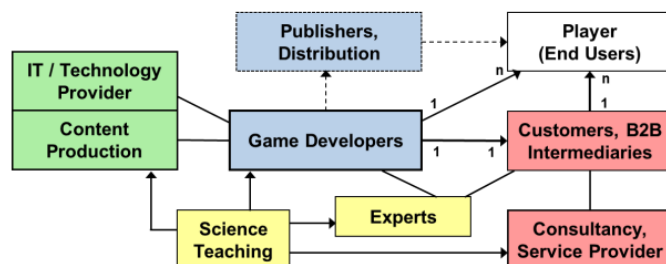 Publishers,
Distribution
Player
(End Users)
IT / Technology
Provider
n
n
1
1
Content
Production
Game Developers
1
1
Customers, B2B
Intermediaries
Science
Teaching
Experts
Consultancy,
Service Provider